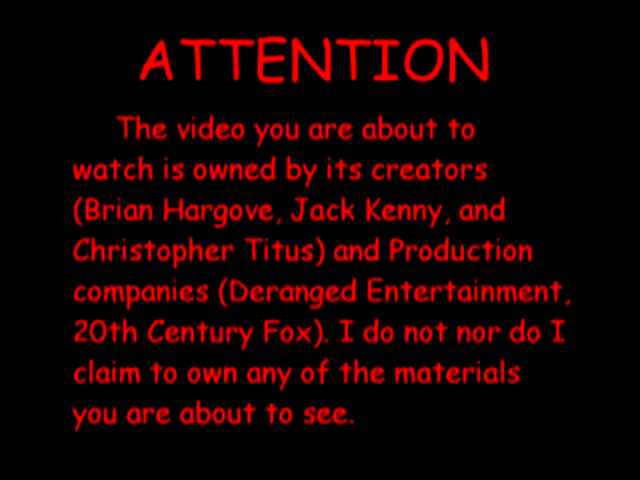 ATTENTION
The video you are about to
watch is owned by its creators
(Brian Hargove, Jack Kenny, and
Christopher Titus) and Production
companies (Deranged Entertainment,
20th Century Fox). I do not nor do I
claim to own any of the materials
you are about to see.